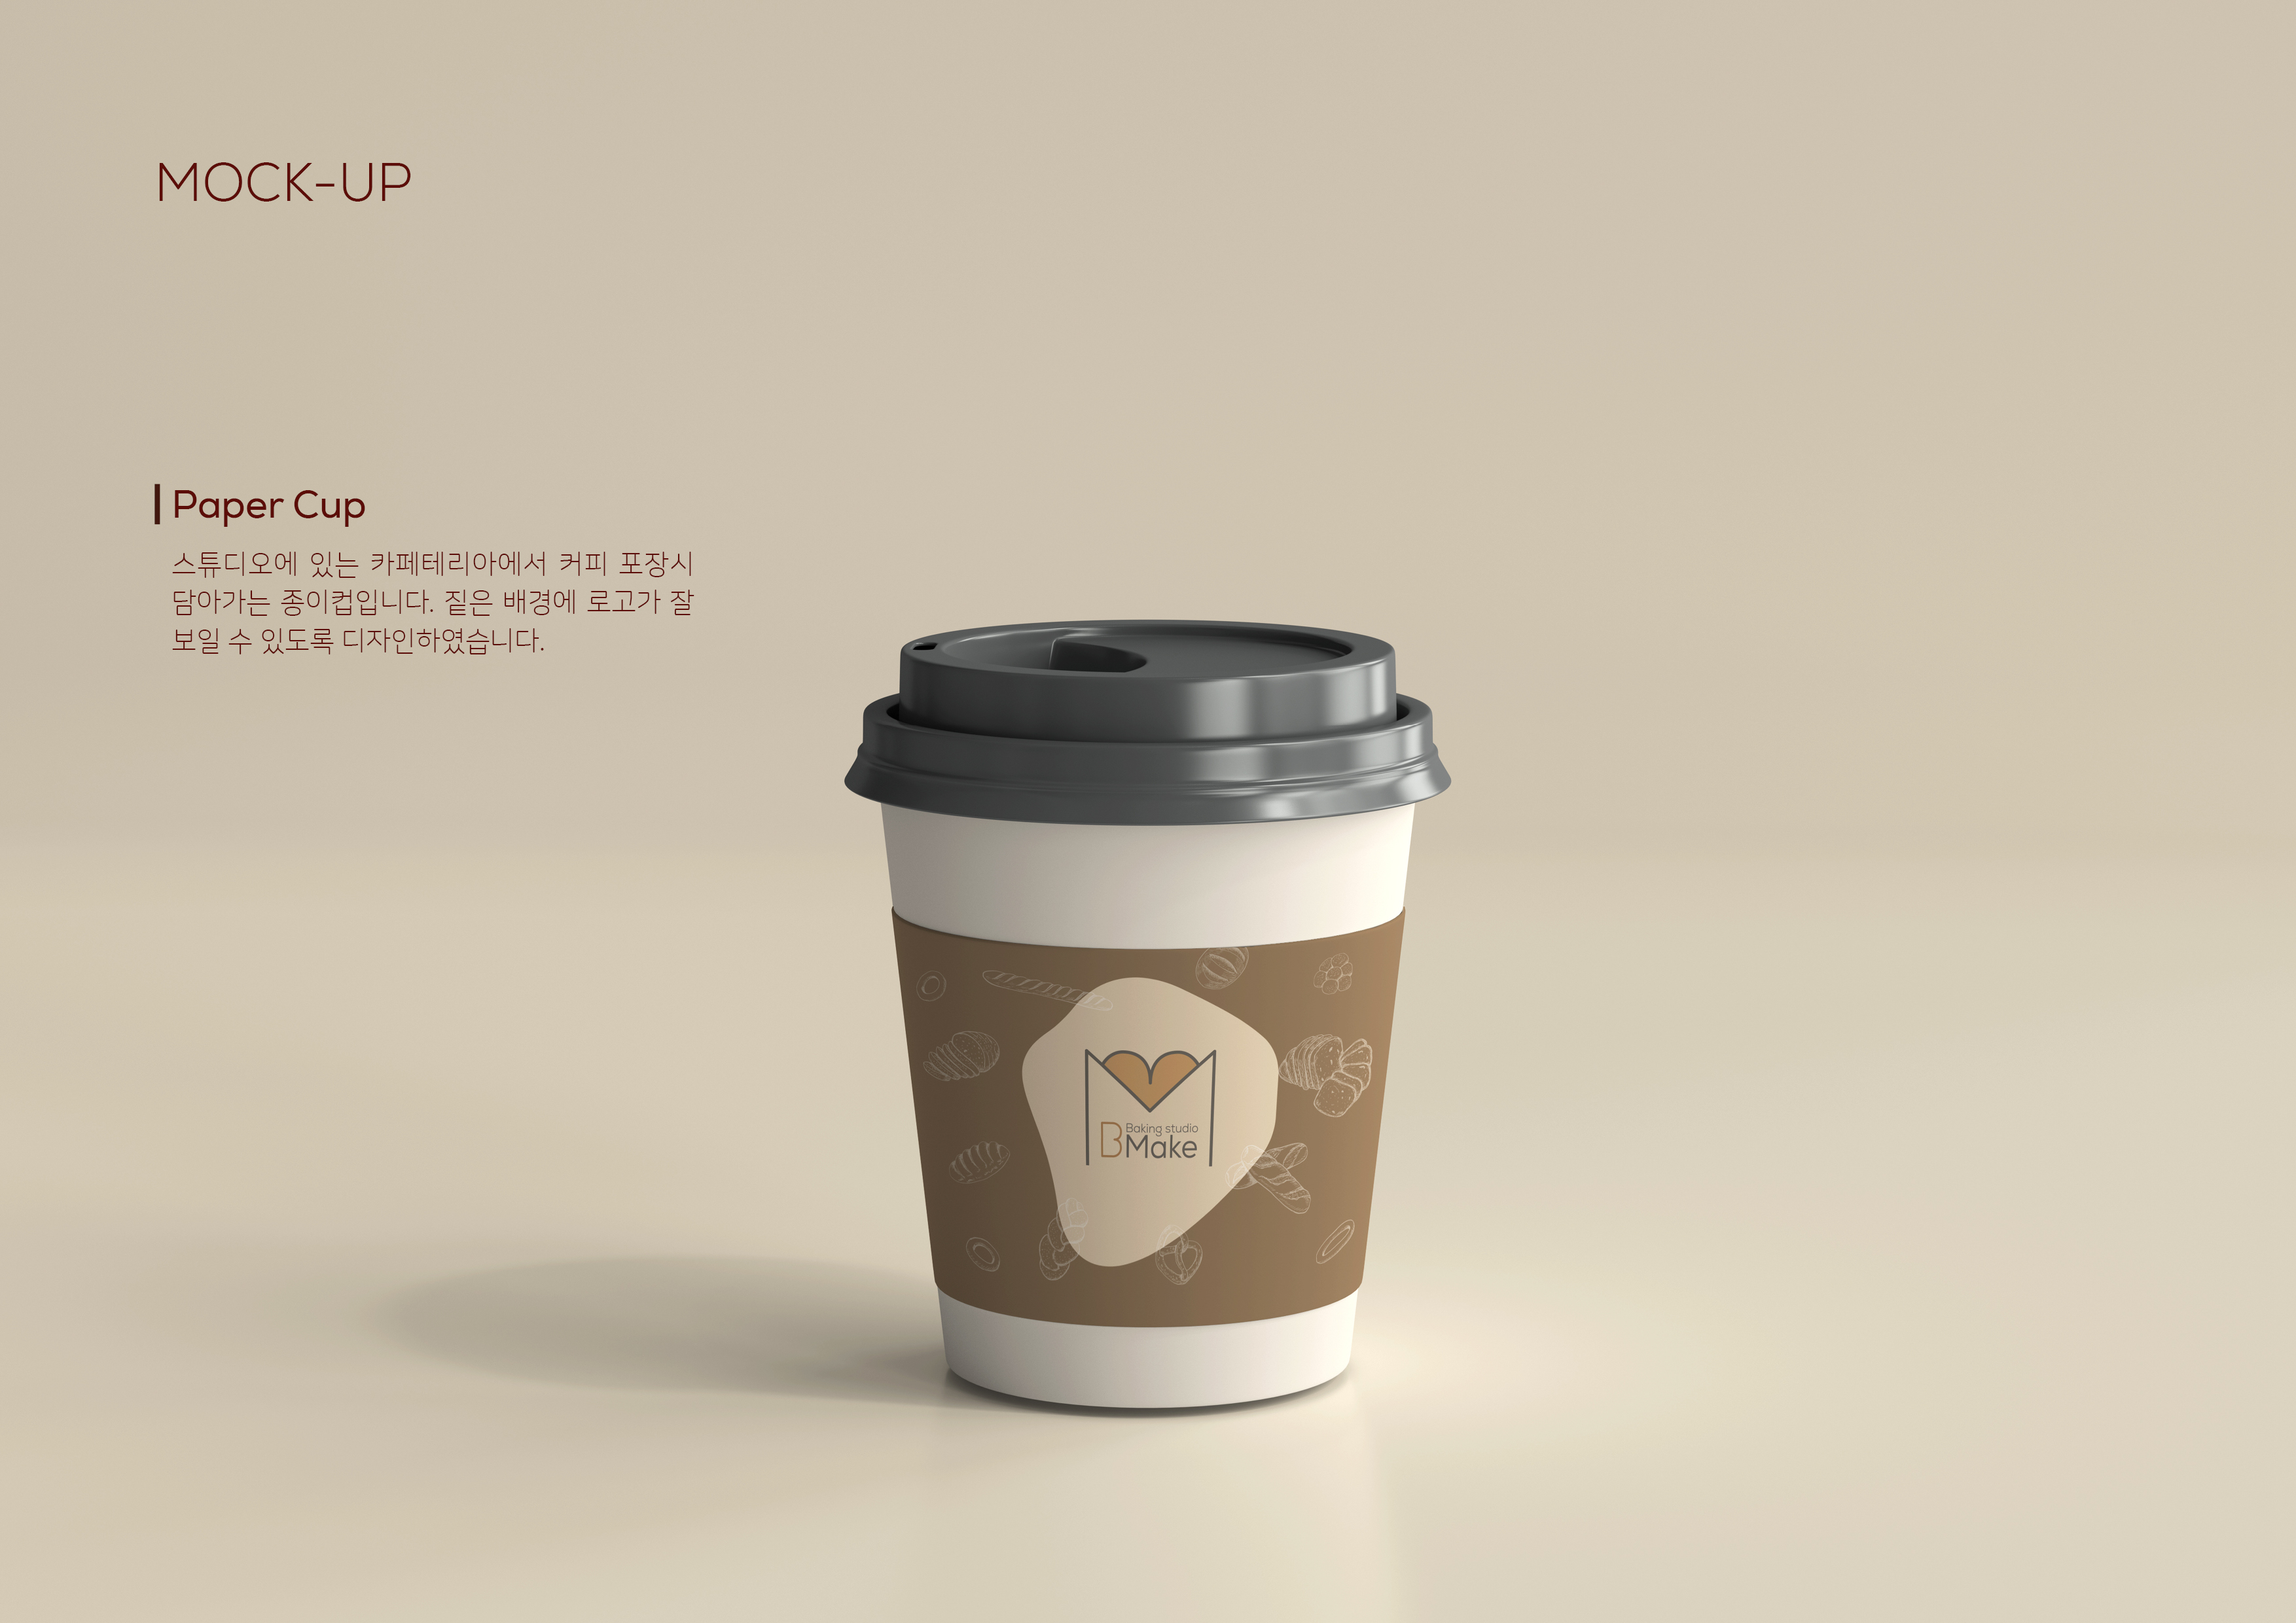 MOCK-UP
Paper Cup
스튜디오에 있는 카페테리아에서 커피 포장시
담아가는 종이컵입니다. 짙은 배경에 로고가 잘
보일 수 있도록 디자인하였습니다.
Baking studio
BMake